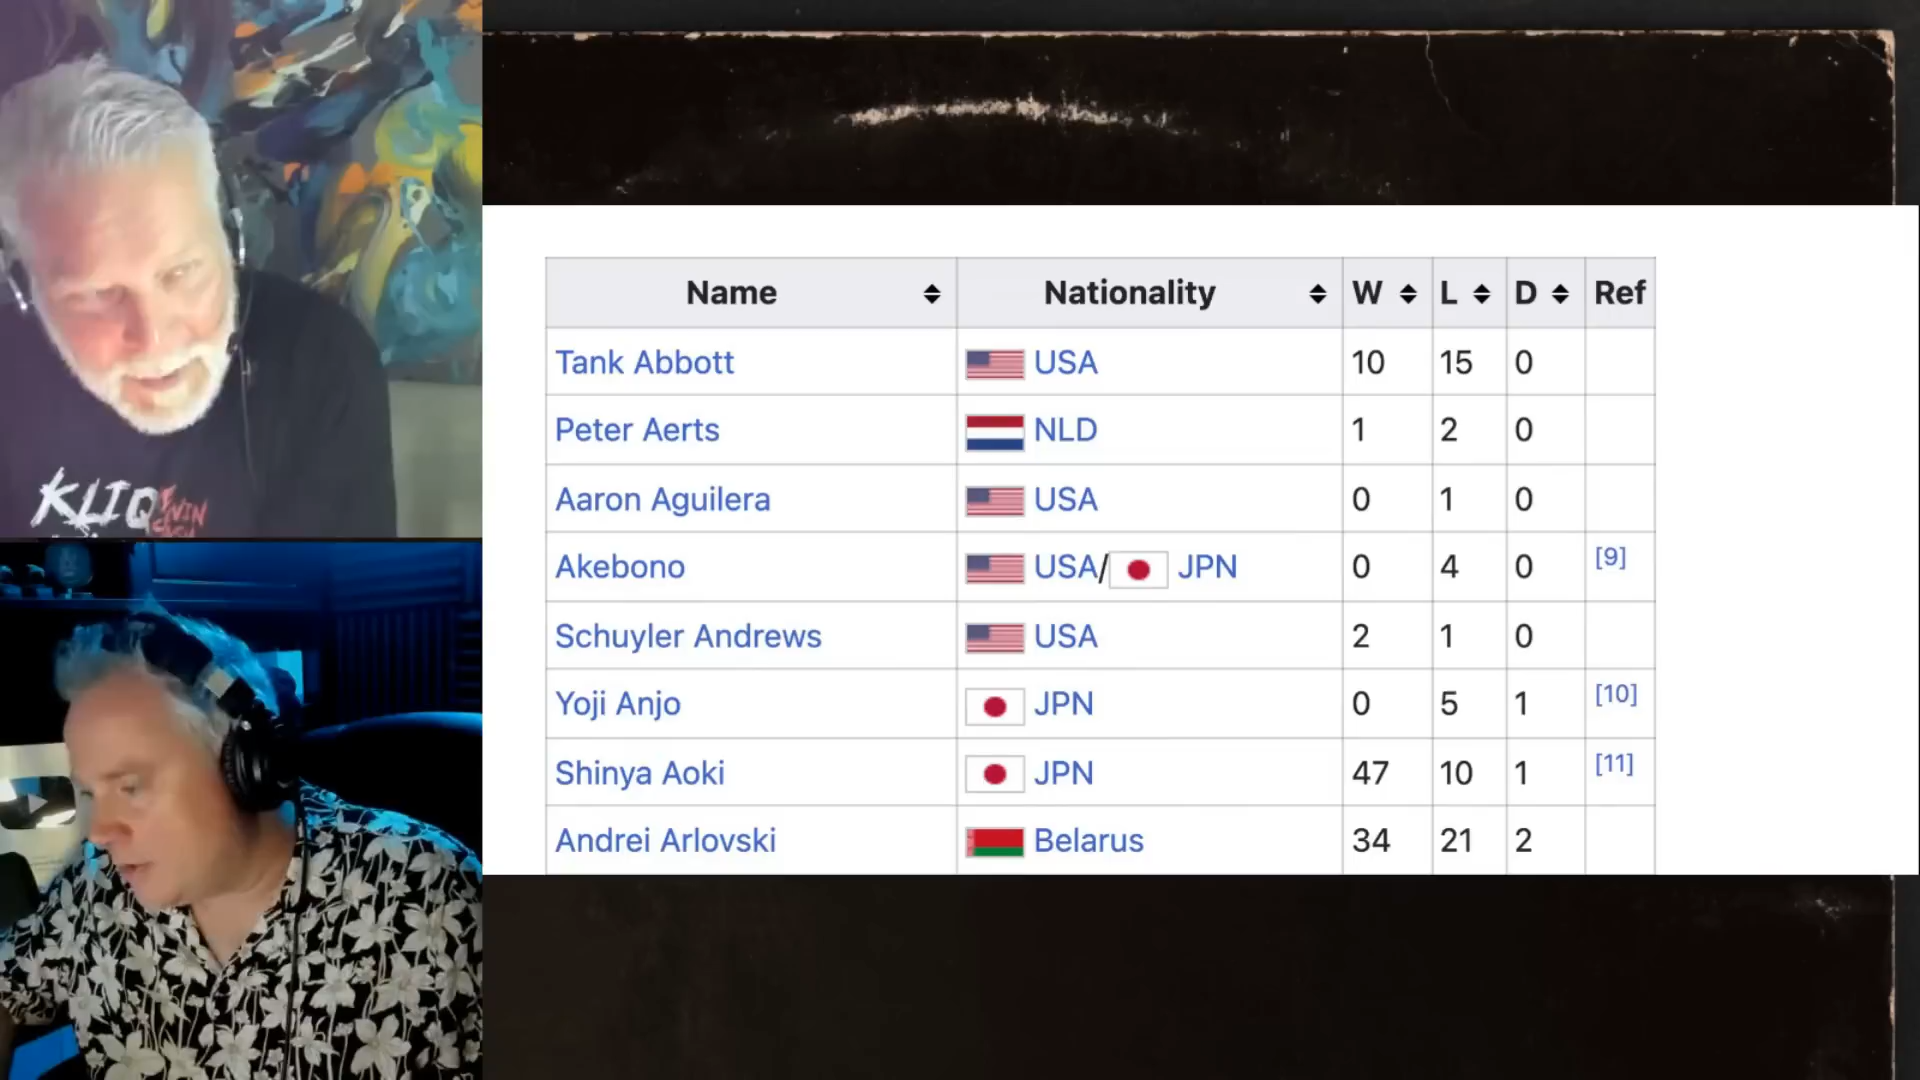 KLIQ
Name Nationality W L D Ref
Tank Abbott USA 10 15 0
Peter Aerts NLD 1 2 0
Aaron Aguilera USA 0 1 0
Akebono USA/ JPN 0 4 0 [9]
Schuyler Andrews USA 2 1 0
Yoji Anjo JPN 0 5 1 [10]
Shinya Aoki JPN 47 10 1 [11]
Andrei Arlovski Belarus 34 21 2